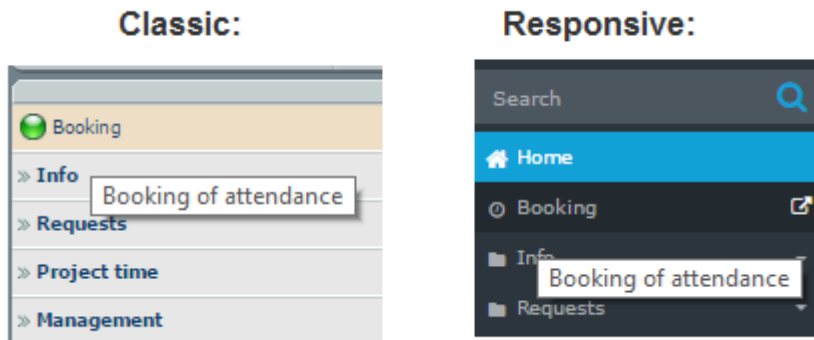 Classic:
Booking
» Info
Booking of attendance
» Requests
» Project time
» Management
Responsive:
Search
Home
Booking
Info
Booking of attendance
Requests